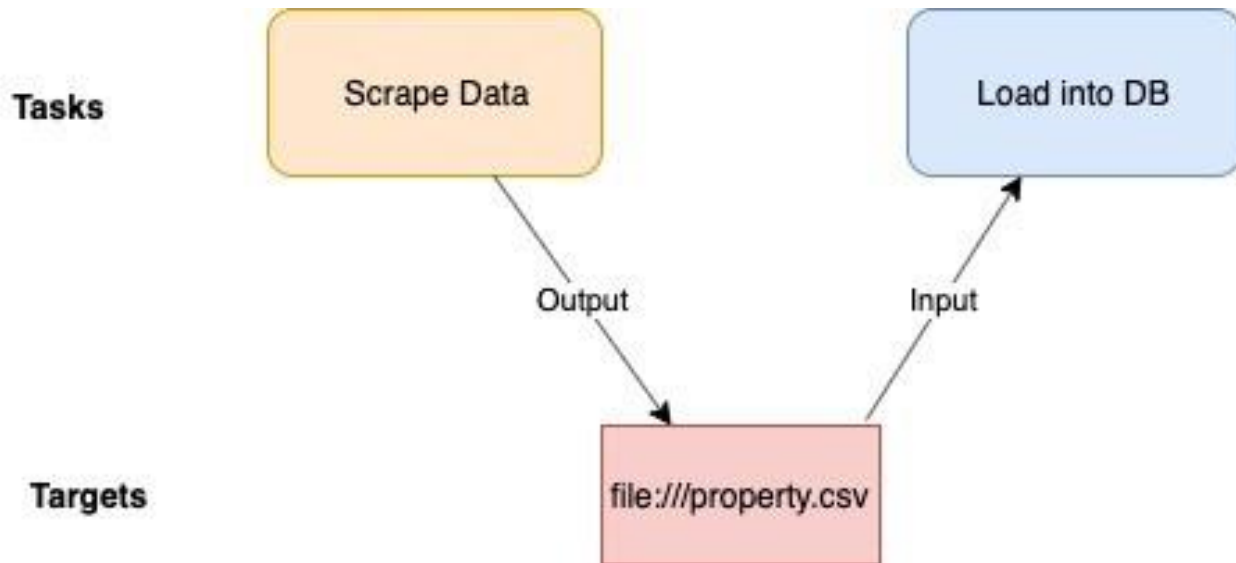 Tasks
Scrape Data
Load into DB
Output
Input
Targets
file:///property.csv